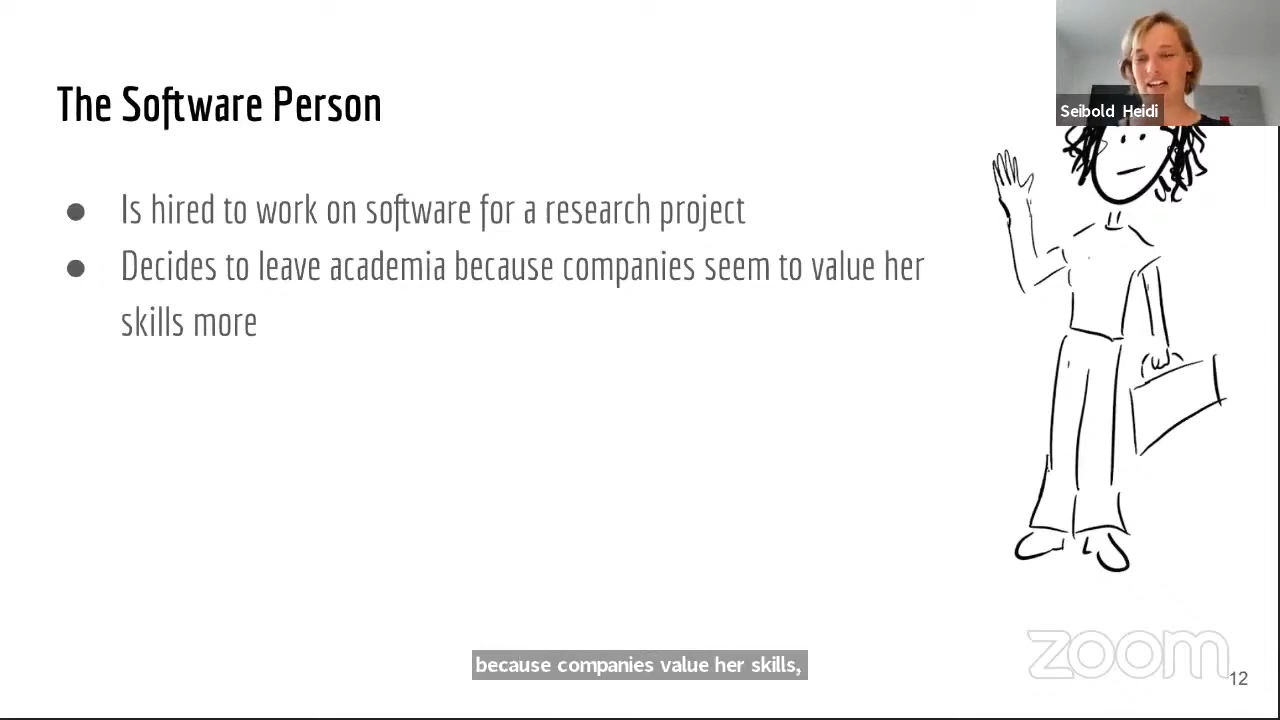 The Software Person
Seibold Heidi
● Is hired to work on software for a research project
● Decides to leave academia because companies seem to value her
skills more
because companies value her skills,
zoom
12